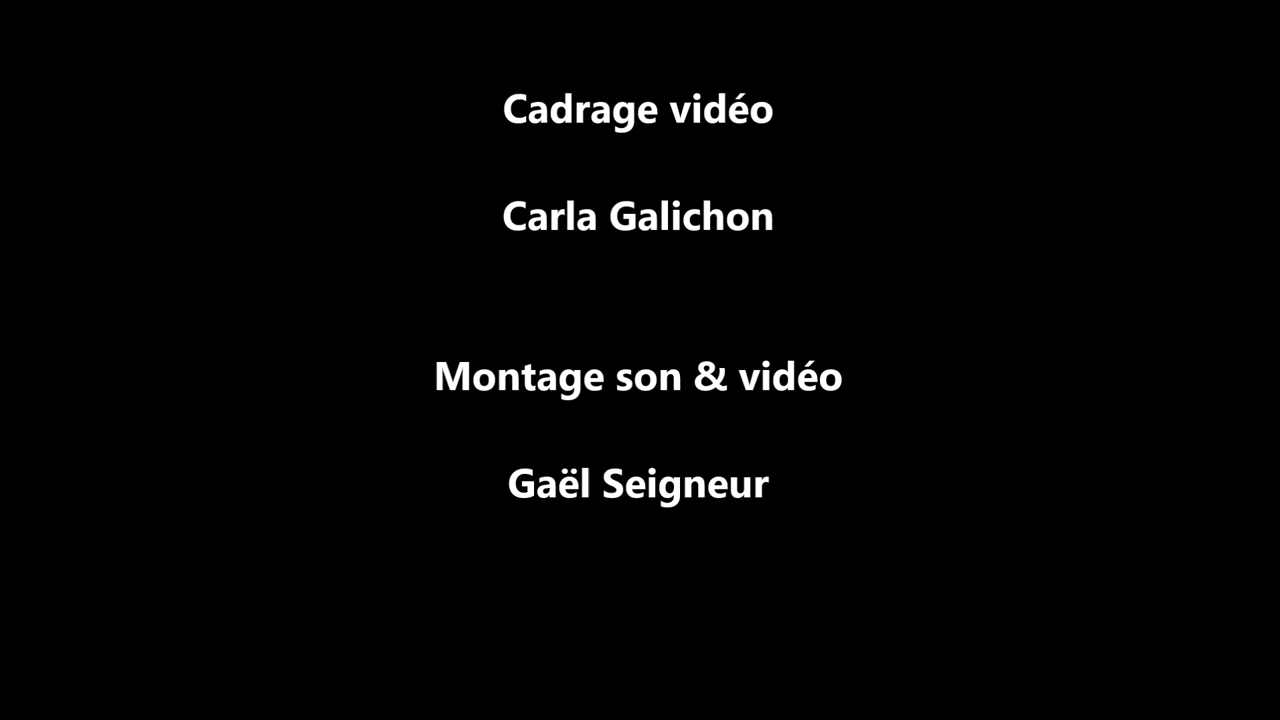 Cadrage vidéo
Carla Galichon
Montage son & vidéo
Gaël Seigneur